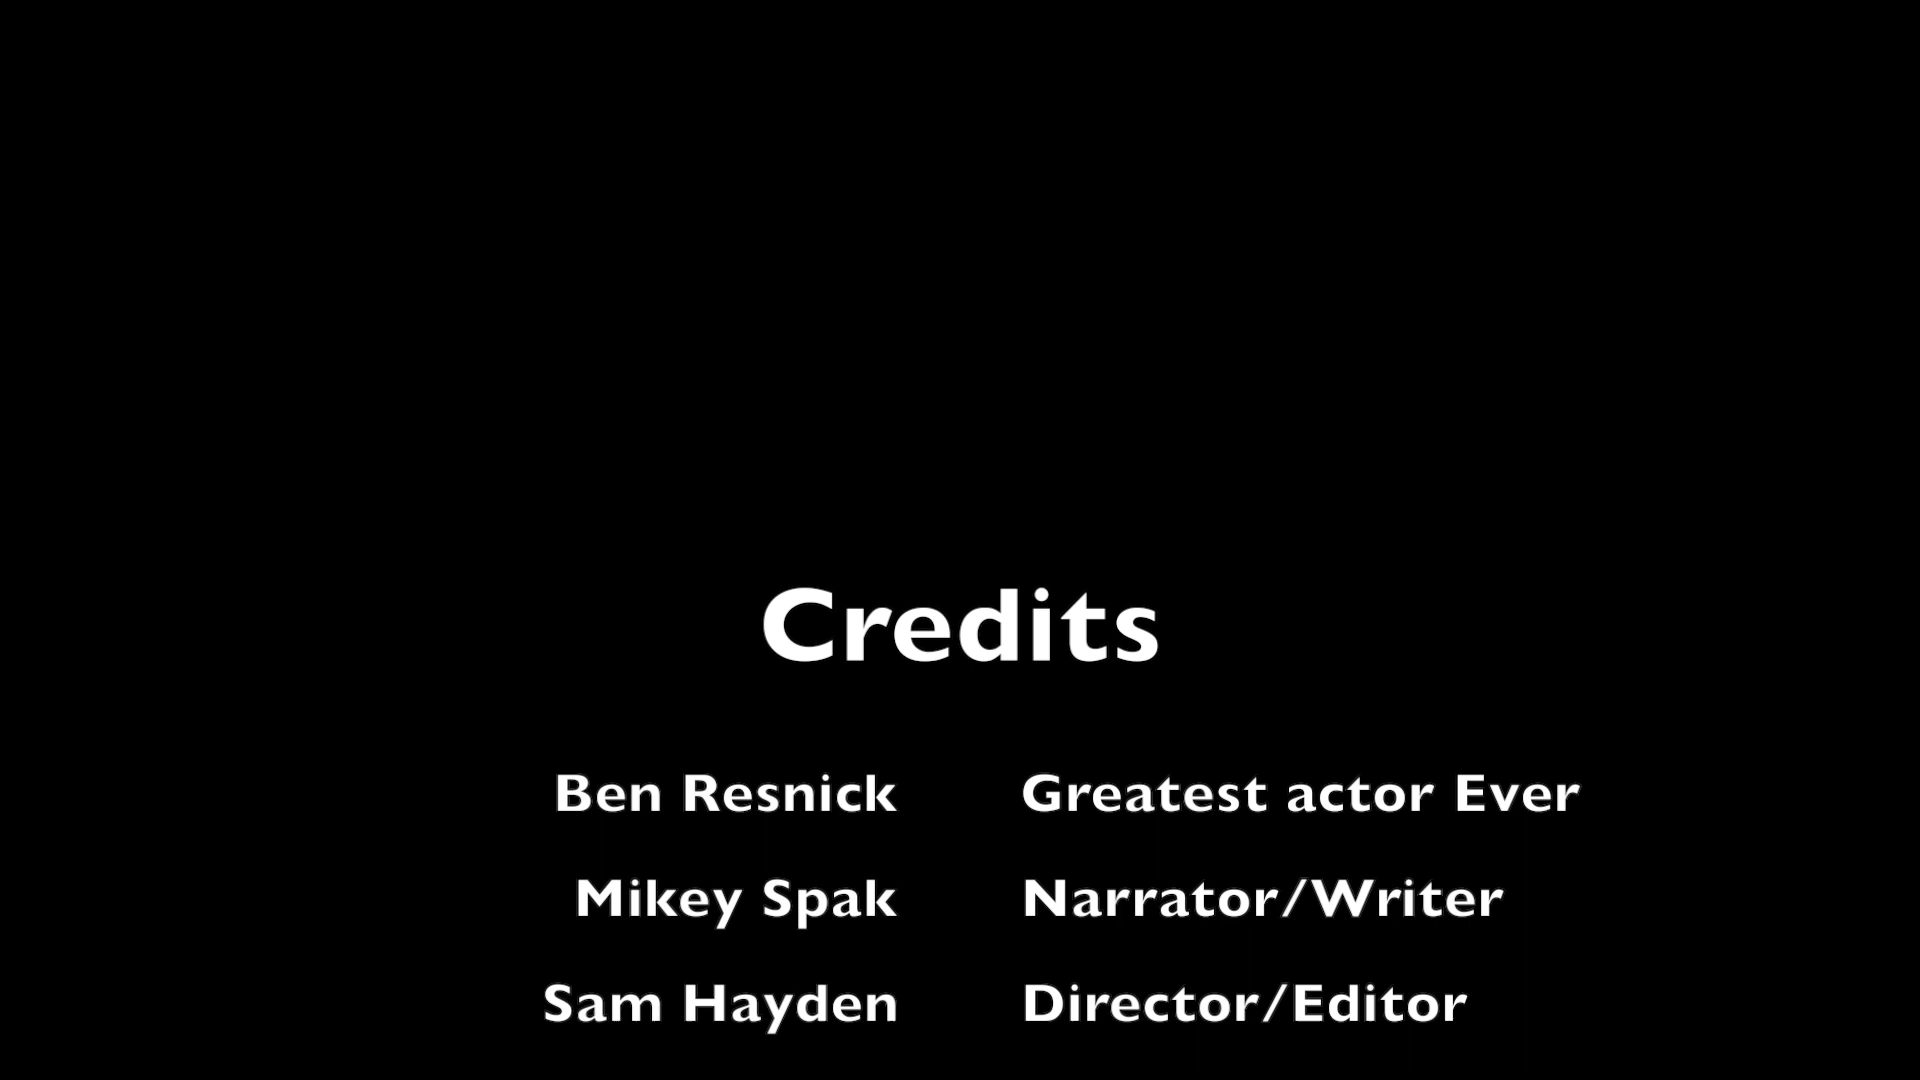 Credits
Ben Resnick Greatest actor Ever
Mikey Spak Narrator/Writer
Sam Hayden Director/Editor